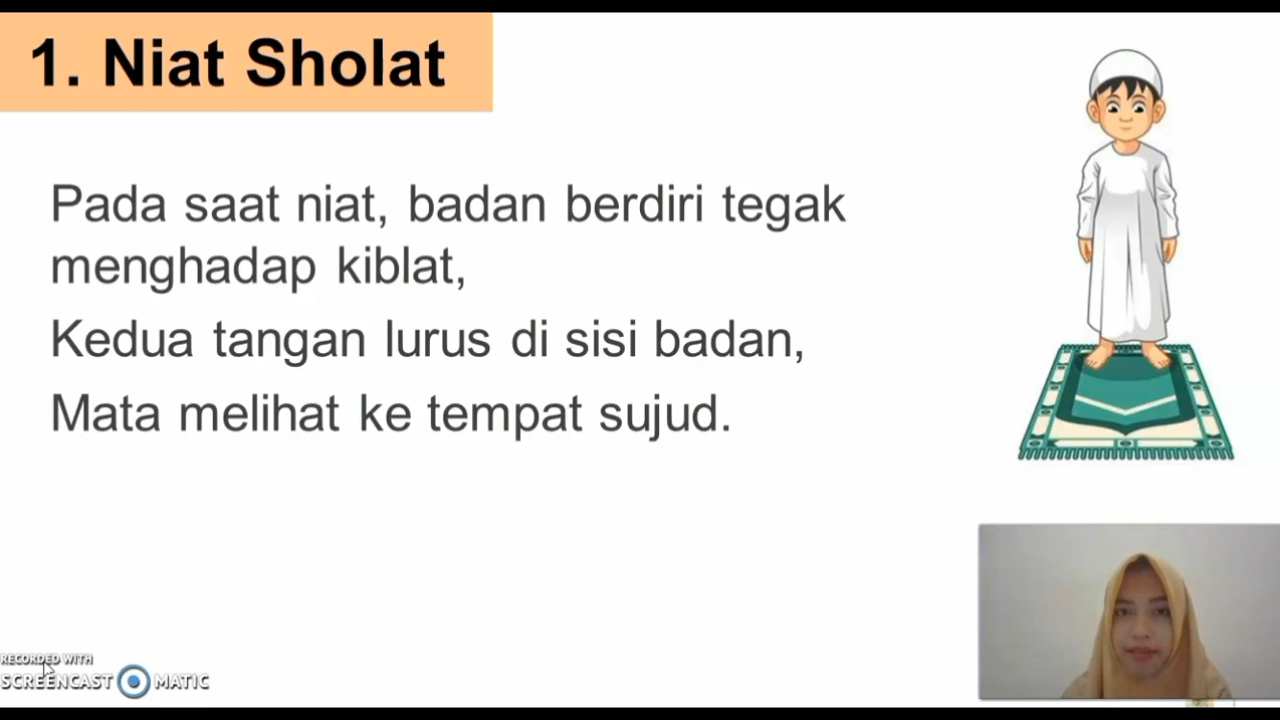 1. Niat Sholat
Pada saat niat, badan berdiri tegak
menghadap kiblat,
Kedua tangan lurus di sisi badan,
Mata melihat ke tempat sujud.
RECORDED WITH
SCREENCAST MATIC